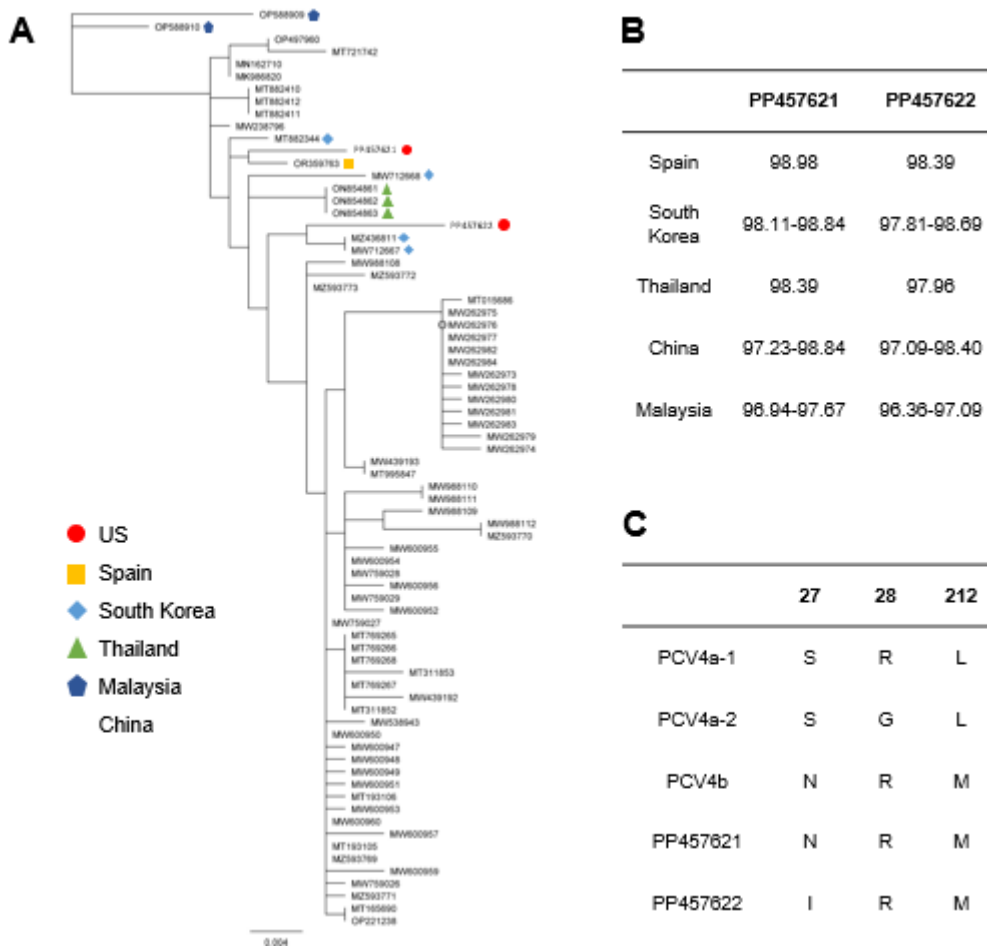 A
OP588909
OP588910
OP497960
MT721742
MN162710
MK986820
MT882410
MT882412
MT882411
MW238796
MT882344
PP457621
OR359763
MW712668
ON854861
ON854862
ON854863
PP457622
MZ436811
MW712667
MW988108
MZ593772
MZ593773
MT015686
MW262975
MW262976
MW262977
MW262982
MW262984
MW262973
MW262978
MW262980
MW262981
MW262983
MW262979
MW262974
MW439193
MT995847
MW988110
MW988111
MW988109
MW988112
MZ593770
MW600955
MW600954
MW759028
MW600956
MW759029
MW600952
MW759027
MT769265
MT769266
MT769268
MT311853
MT769267
MW439192
MT311852
MW538943
MW600950
MW600947
MW600948
MW600949
MW600951
MT193106
MW600953
MW600960
MW600957
MT193105
MZ593769
MW600959
MW759026
MZ593771
MT165690
OP221238
0.004
US
Spain
South Korea
Thailand
Malaysia
China
B
PP457621 PP457622
Spain 98.98 98.39
South Korea 98.11-98.84 97.81-98.69
Thailand 98.39 97.96
China 97.23-98.84 97.09-98.40
Malaysia 96.94-97.67 96.36-97.09
C
27 28 212
PCV4a-1 S R L
PCV4a-2 S G L
PCV4b N R M
PP457621 N R M
PP457622 I R M